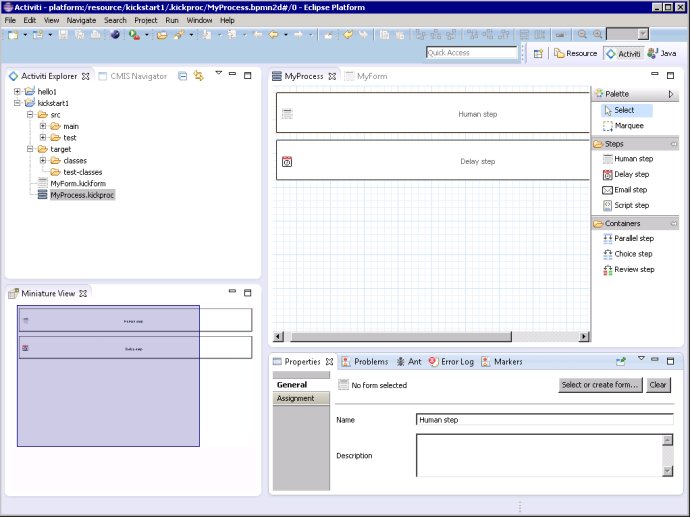 Activiti - platform:/resource/kickstart1/.kickproc/MyProcess.bpmn2d#/0 - Eclipse Platform
File Edit View Navigate Search Project Run Window Help
Quick Access
Resource Activiti Java
Activiti Explorer CMIS Navigator
hello1
kickstart1
src
main
test
target
classes
test-classes
MyForm.kickform
MyProcess.kickproc
MyProcess MyForm
Human step
Delay step
Palette
Select
Marquee
Steps
Human step
Delay step
Email step
Script step
Containers
Parallel step
Choice step
Review step
Miniature View
Human step
Delay step
Properties Problems Ant Error Log Markers
General
Assignment
No form selected
Select or create form... Clear
Name Human step
Description